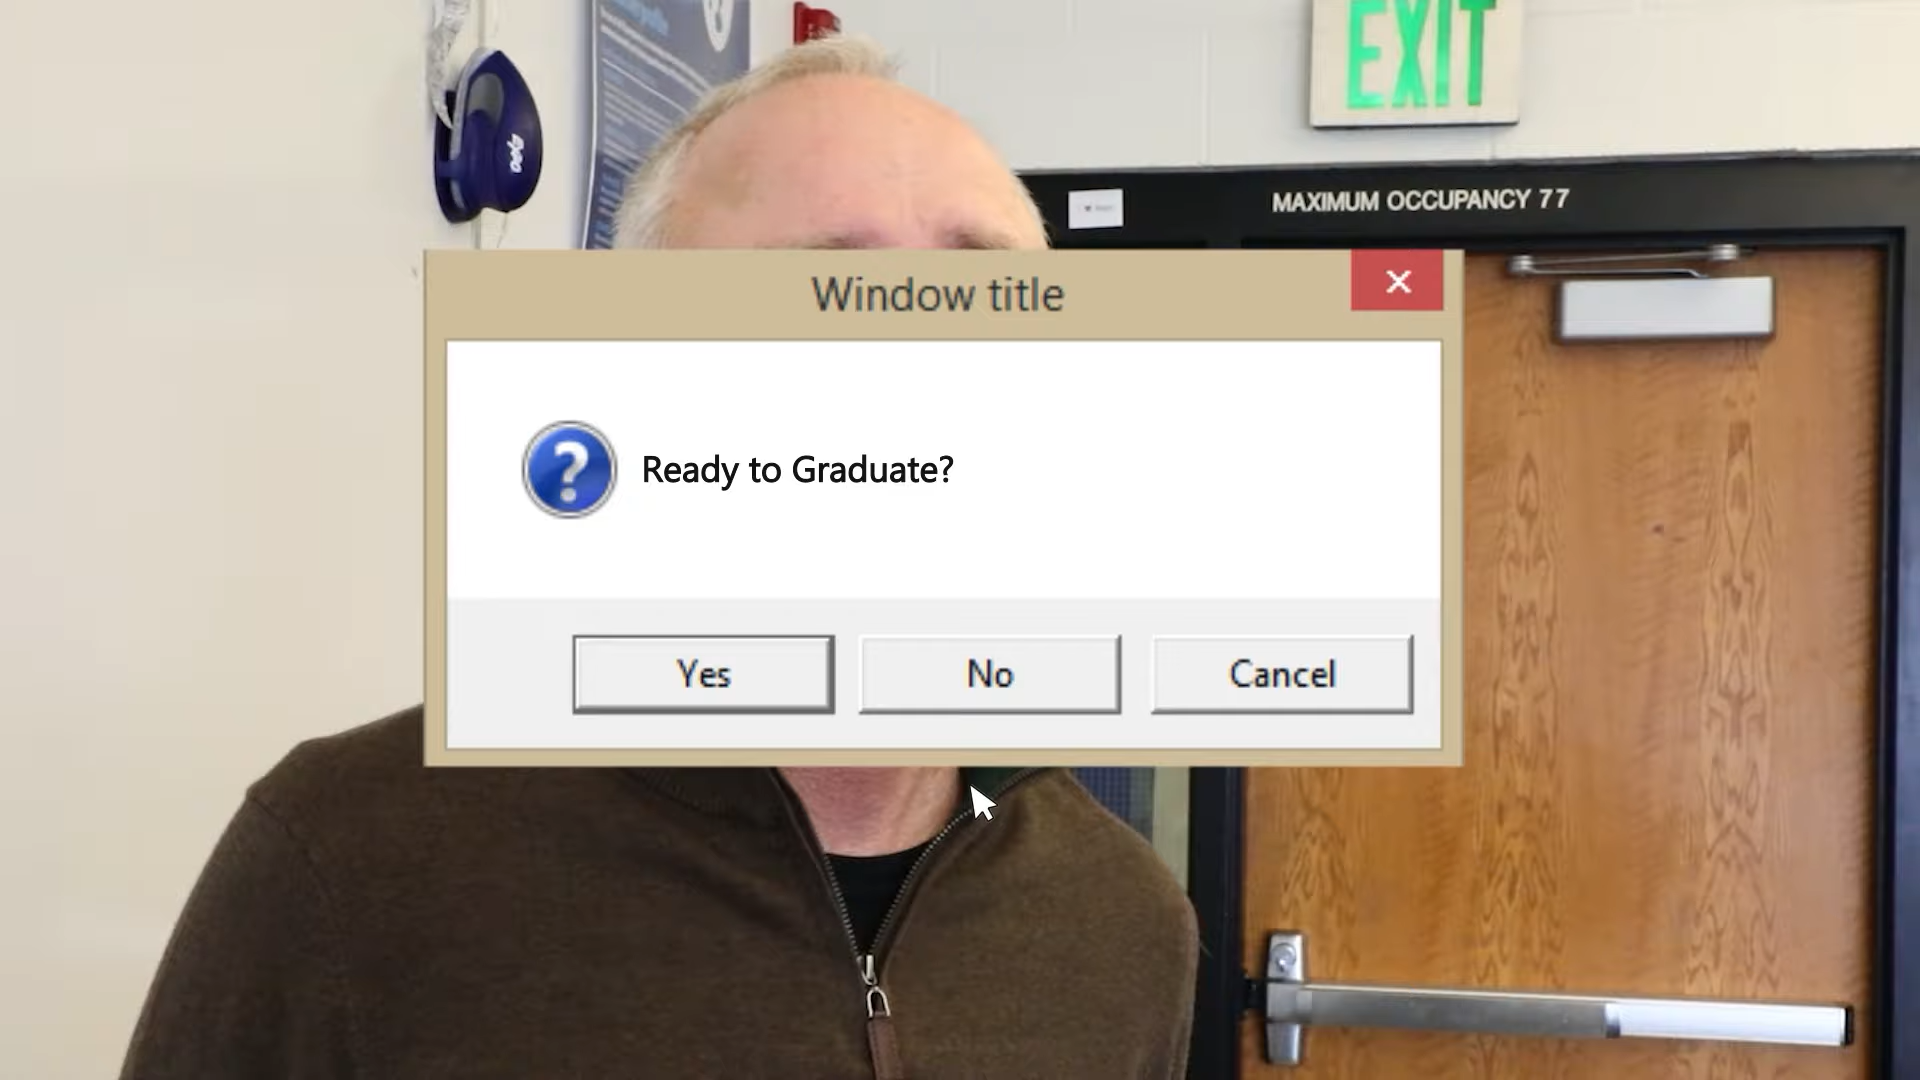 EXIT
MAXIMUM OCCUPANCY 77
Window title
Ready to Graduate?
Yes
No
Cancel